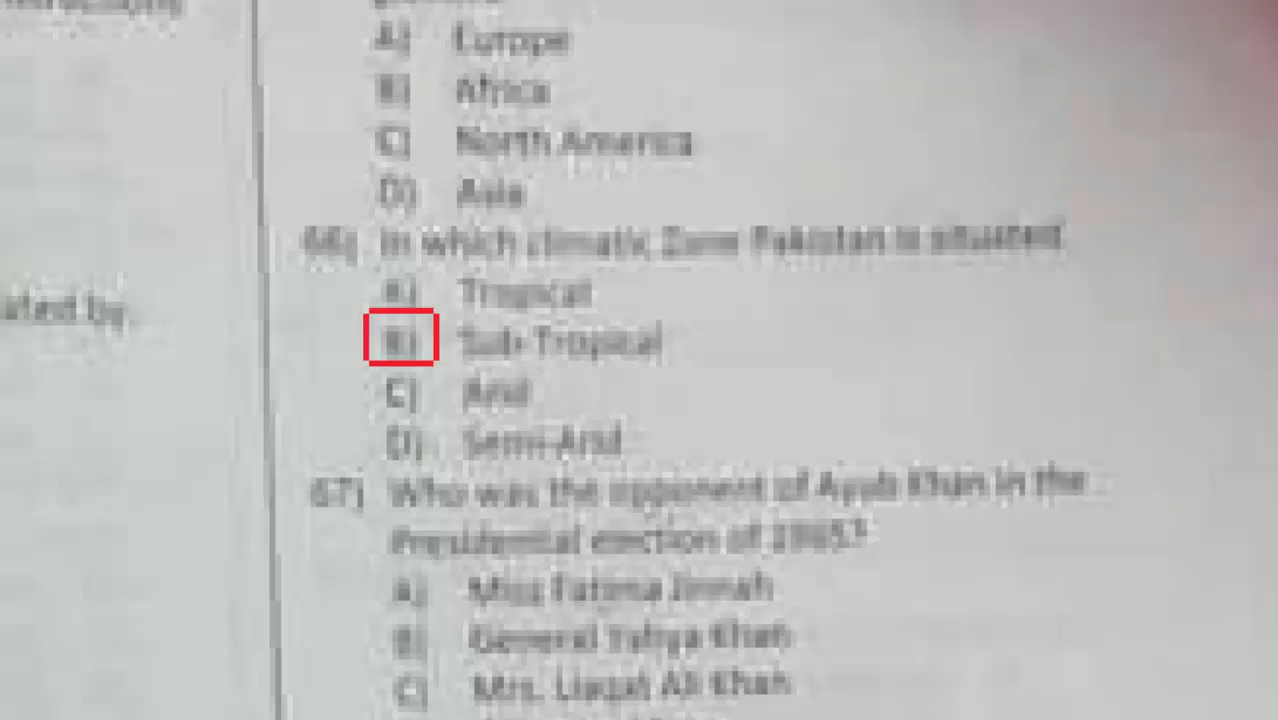 A) Europe
B) Africa
C) North America
D) Asia
66) In which climatic Zone Pakistan is situated
A) Tropical
ated by.
B) Sub-Tropical
C) Arid
D) Semi-Arid
67) Who was the opponent of Ayub Khan in the
Presidential election of 1965?
A) Miss Fatima Jinnah
B) General Yahya Khan
C) Mrs. Liaqat Ali Khan